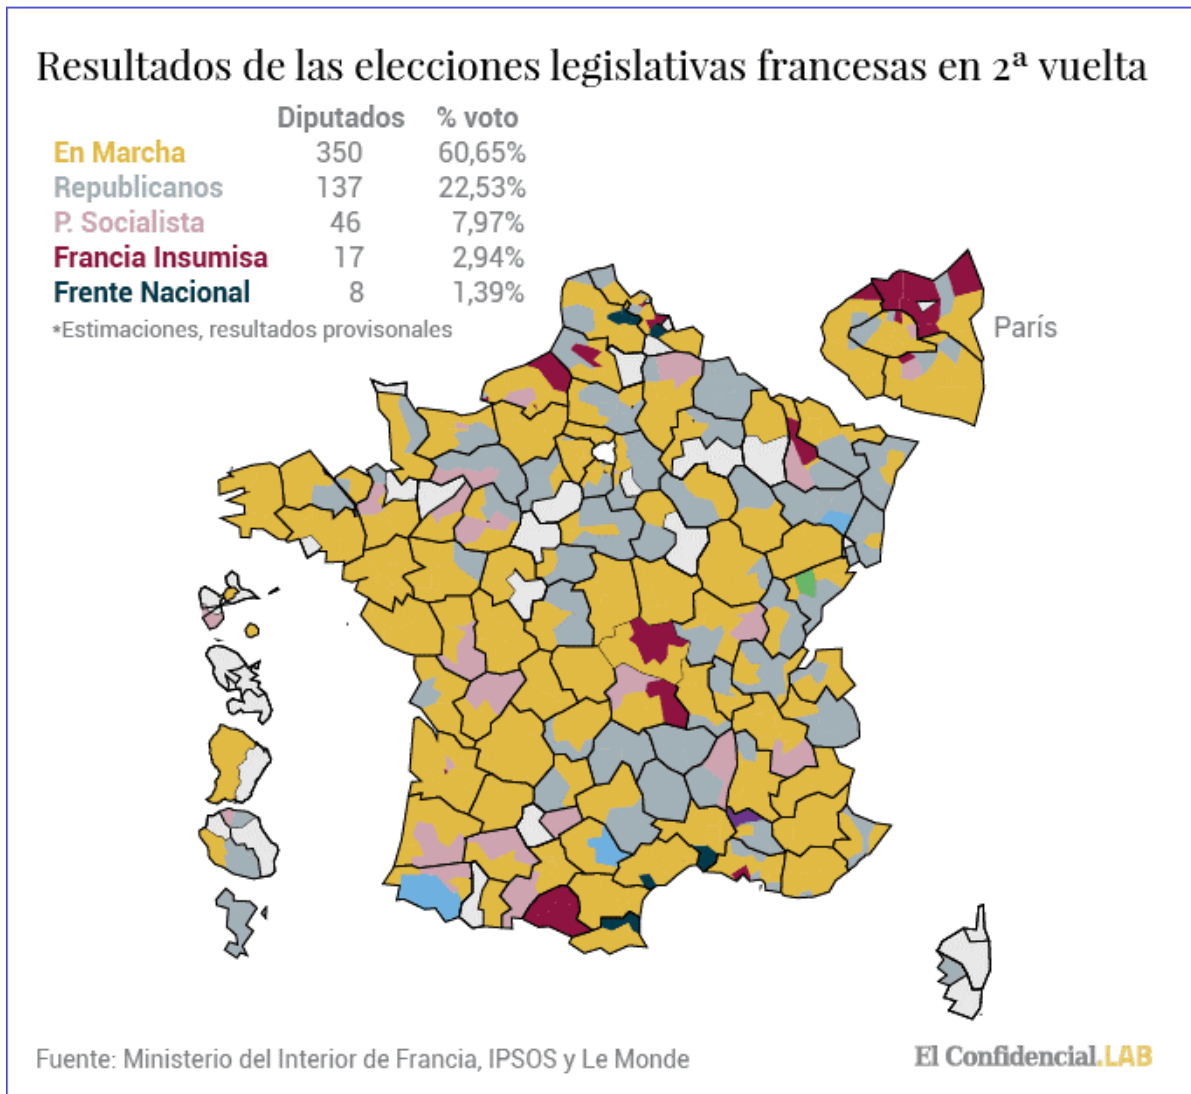 Resultados de las elecciones legislativas francesas en 2ª vuelta
Diputados % voto
En Marcha 350 60,65%
Republicanos 137 22,53%
P. Socialista 46 7,97%
Francia Insumisa 17 2,94%
Frente Nacional 8 1,39%
*Estimaciones, resultados provisonales
París
Fuente: Ministerio del Interior de Francia, IPSOS y Le Monde
El Confidencial.LAB